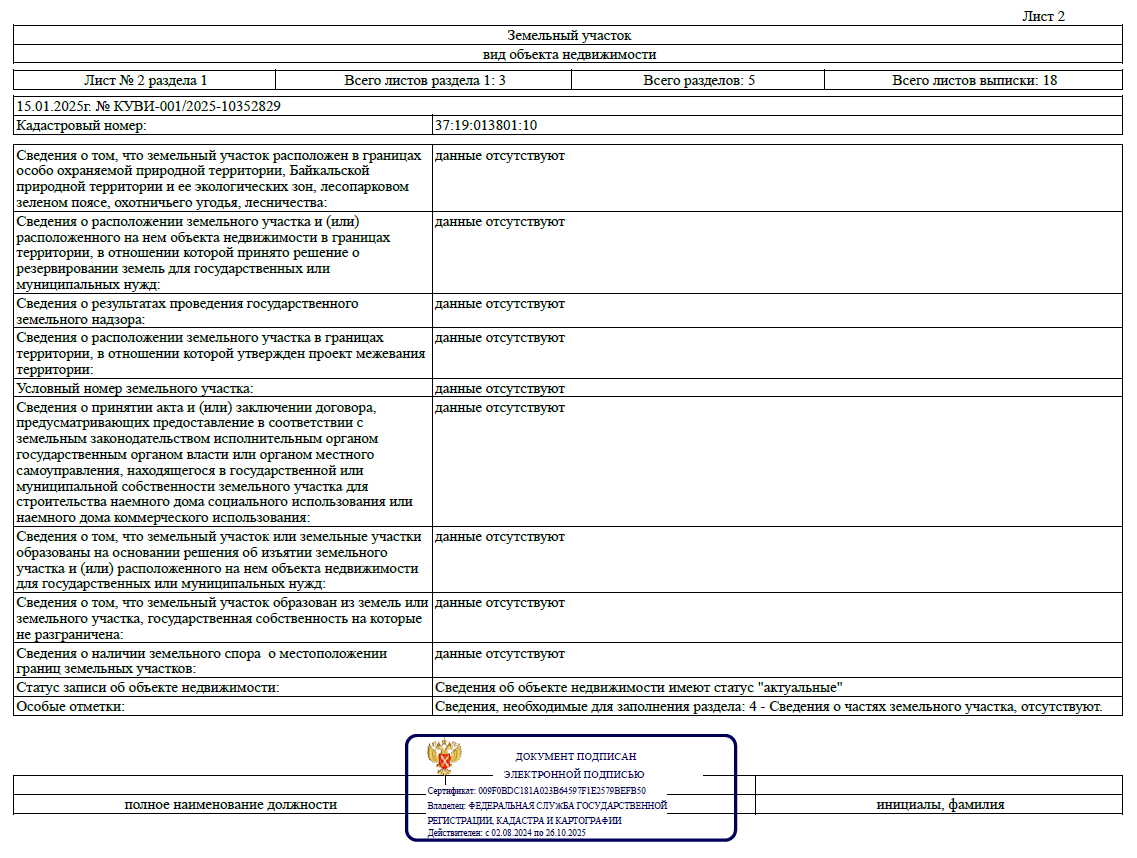 Лист 2
Земельный участок
вид объекта недвижимости
Лист № 2 раздела 1 Всего листов раздела 1: 3 Всего разделов: 5 Всего листов выписки: 18
15.01.2025г. № КУВИ-001/2025-10352829
Кадастровый номер: 37:19:013801:10
Сведения о том, что земельный участок расположен в границах данные отсутствуют
особо охраняемой природной территории, Байкальской
природной территории и ее экологических зон, лесопарковом
зеленом поясе, охотничьего угодья, лесничества:
Сведения о расположении земельного участка и (или) данные отсутствуют
расположенного на нем объекта недвижимости в границах
территории, в отношении которой принято решение о
резервировании земель для государственных или
муниципальных нужд:
Сведения о результатах проведения государственного данные отсутствуют
земельного надзора:
Сведения о расположении земельного участка в границах данные отсутствуют
территории, в отношении которой утвержден проект межевания
территории:
Условный номер земельного участка: данные отсутствуют
Сведения о принятии акта и (или) заключении договора, данные отсутствуют
предусматривающих предоставление в соответствии с
земельным законодательством исполнительным органом
государственным органом власти или органом местного
самоуправления, находящегося в государственной или
муниципальной собственности земельного участка для
строительства наемного дома социального использования или
наемного дома коммерческого использования:
Сведения о том, что земельный участок или земельные участки данные отсутствуют
образованы на основании решения об изъятии земельного
участка и (или) расположенного на нем объекта недвижимости
для государственных или муниципальных нужд:
Сведения о том, что земельный участок образован из земель или данные отсутствуют
земельного участка, государственная собственность на которые
не разграничена:
Сведения о наличии земельного спора о местоположении данные отсутствуют
границ земельных участков:
Статус записи об объекте недвижимости: Сведения об объекте недвижимости имеют статус "актуальные"
Особые отметки: Сведения, необходимые для заполнения раздела: 4 - Сведения о частях земельного участка, отсутствуют.
ДОКУМЕНТ ПОДПИСАН
ЭЛЕКТРОННОЙ ПОДПИСЬЮ
Сертификат: 009F0BDC181A023B64597F1E2579BEFB50
Владелец: ФЕДЕРАЛЬНАЯ СЛУЖБА ГОСУДАРСТВЕННОЙ
РЕГИСТРАЦИИ, КАДАСТРА И КАРТОГРАФИИ
Действителен: с 02.08.2024 по 26.10.2025
полное наименование должности инициалы, фамилия